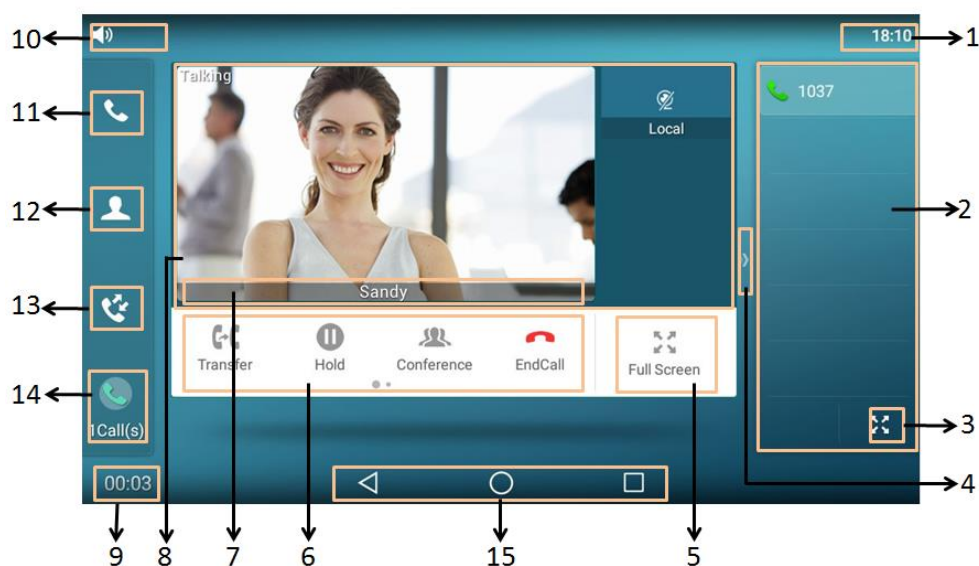 10
18:10
1
Talking
1037
11
Local
12
2
Sandy
13
Transfer Hold Conference EndCall
Full Screen
14
1Call(s)
3
4
00:03
9 8 7 6 15 5